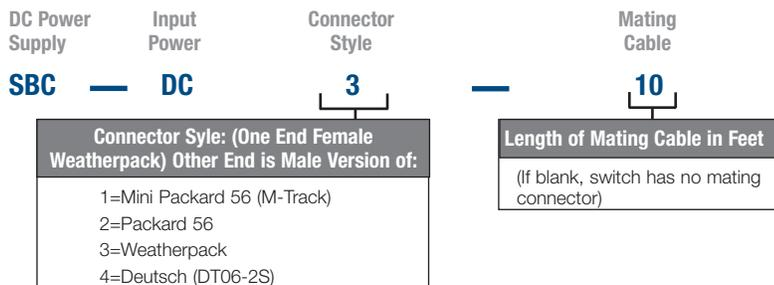 DC Power Supply
Input Power
Connector Style
Mating Cable
SBC — DC 3 — 10
Connector Syle: (One End Female
Weatherpack) Other End is Male Version of:
1=Mini Packard 56 (M-Track)
2=Packard 56
3=Weatherpack
4=Deutsch (DT06-2S)
Length of Mating Cable in Feet
(If blank, switch has no mating
connector)